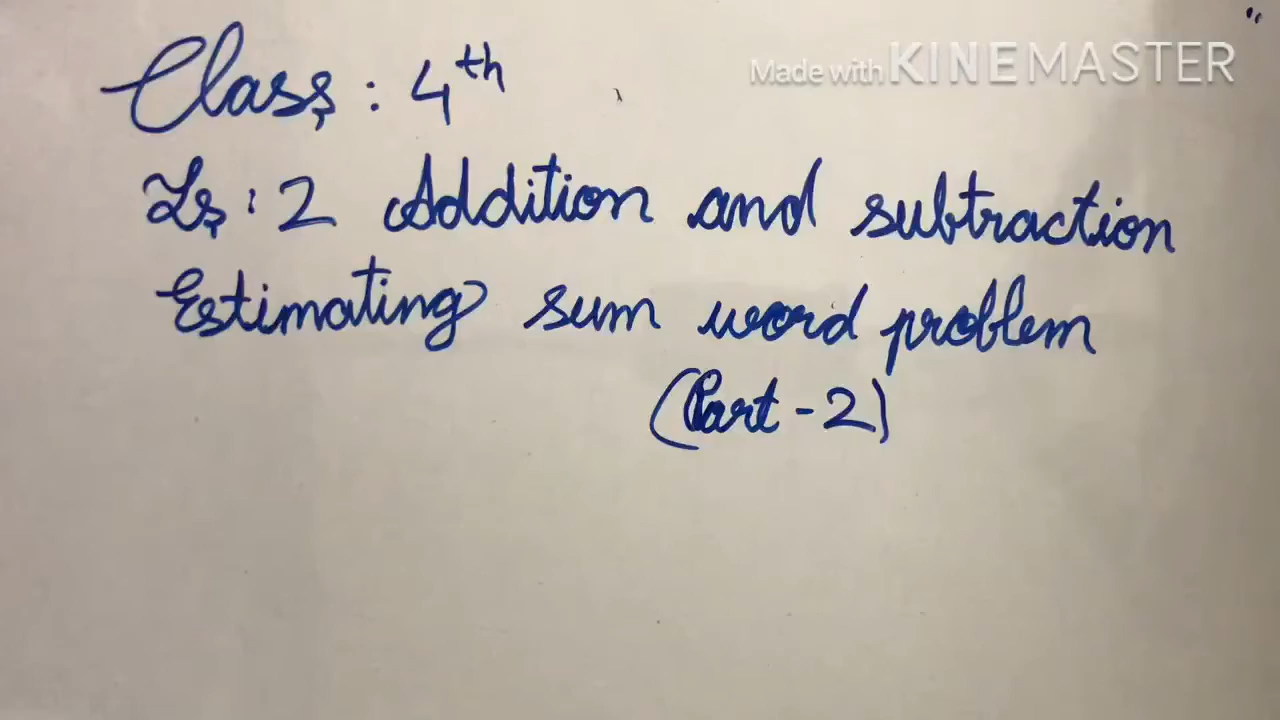 Made with KINEMASTER
Class : 4th
Ls : 2 Addition and subtraction
Estimating sum word problem
(Part - 2)